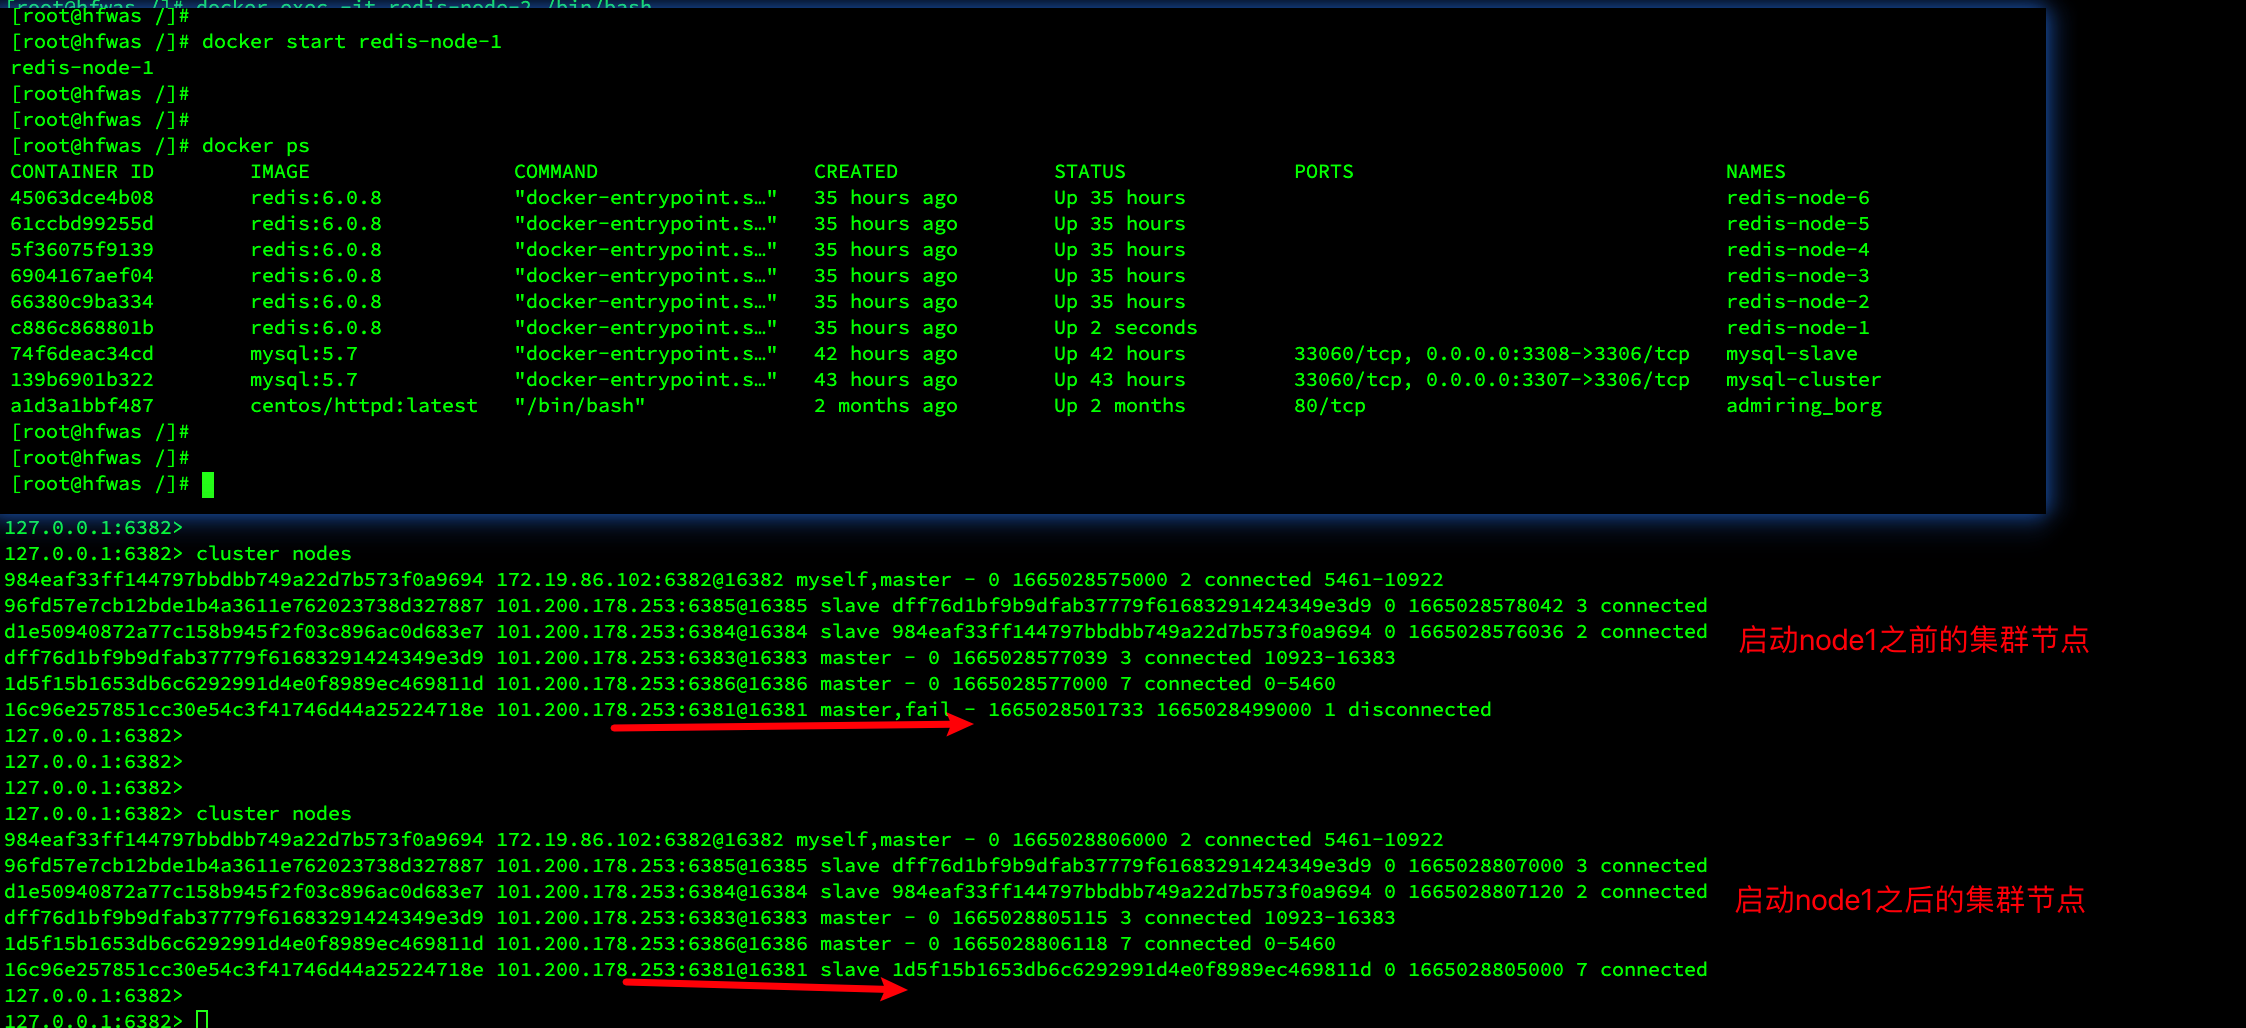 [root@hfwas /]# docker exec -it redis-node-2 /bin/bash
[root@hfwas /]#
[root@hfwas /]# docker start redis-node-1
redis-node-1
[root@hfwas /]#
[root@hfwas /]#
[root@hfwas /]# docker ps
CONTAINER ID IMAGE COMMAND CREATED STATUS PORTS NAMES
45063dce4b08 redis:6.0.8 "docker-entrypoint.s…" 35 hours ago Up 35 hours redis-node-6
61ccbd99255d redis:6.0.8 "docker-entrypoint.s…" 35 hours ago Up 35 hours redis-node-5
5f36075f9139 redis:6.0.8 "docker-entrypoint.s…" 35 hours ago Up 35 hours redis-node-4
6904167aef04 redis:6.0.8 "docker-entrypoint.s…" 35 hours ago Up 35 hours redis-node-3
66380c9ba334 redis:6.0.8 "docker-entrypoint.s…" 35 hours ago Up 35 hours redis-node-2
c886c868801b redis:6.0.8 "docker-entrypoint.s…" 35 hours ago Up 2 seconds redis-node-1
74f6deac34cd mysql:5.7 "docker-entrypoint.s…" 42 hours ago Up 42 hours 33060/tcp, 0.0.0.0:3308->3306/tcp mysql-slave
139b6901b322 mysql:5.7 "docker-entrypoint.s…" 43 hours ago Up 43 hours 33060/tcp, 0.0.0.0:3307->3306/tcp mysql-cluster
a1d3a1bbf487 centos/httpd:latest "/bin/bash" 2 months ago Up 2 months 80/tcp admiring_borg
[root@hfwas /]#
[root@hfwas /]#
[root@hfwas /]#
127.0.0.1:6382>
127.0.0.1:6382> cluster nodes
984eaf33ff144797bbdbb749a22d7b573f0a9694 172.19.86.102:6382@16382 myself,master - 0 1665028575000 2 connected 5461-10922
96fd57e7cb12bde1b4a3611e762023738d327887 101.200.178.253:6385@16385 slave dff76d1bf9b9dfab37779f61683291424349e3d9 0 1665028578042 3 connected
d1e50940872a77c158b945f2f03c896ac0d683e7 101.200.178.253:6384@16384 slave 984eaf33ff144797bbdbb749a22d7b573f0a9694 0 1665028576036 2 connected
启动node1之前的集群节点
dff76d1bf9b9dfab37779f61683291424349e3d9 101.200.178.253:6383@16383 master - 0 1665028577039 3 connected 10923-16383
1d5f15b1653db6c6292991d4e0f8989ec469811d 101.200.178.253:6386@16386 master - 0 1665028577000 7 connected 0-5460
16c96e257851cc30e54c3f41746d44a25224718e 101.200.178.253:6381@16381 master,fail - 1665028501733 1665028499000 1 disconnected
127.0.0.1:6382>
127.0.0.1:6382>
127.0.0.1:6382>
127.0.0.1:6382> cluster nodes
984eaf33ff144797bbdbb749a22d7b573f0a9694 172.19.86.102:6382@16382 myself,master - 0 1665028806000 2 connected 5461-10922
96fd57e7cb12bde1b4a3611e762023738d327887 101.200.178.253:6385@16385 slave dff76d1bf9b9dfab37779f61683291424349e3d9 0 1665028807000 3 connected
d1e50940872a77c158b945f2f03c896ac0d683e7 101.200.178.253:6384@16384 slave 984eaf33ff144797bbdbb749a22d7b573f0a9694 0 1665028807120 2 connected
启动node1之后的集群节点
dff76d1bf9b9dfab37779f61683291424349e3d9 101.200.178.253:6383@16383 master - 0 1665028805115 3 connected 10923-16383
1d5f15b1653db6c6292991d4e0f8989ec469811d 101.200.178.253:6386@16386 master - 0 1665028806118 7 connected 0-5460
16c96e257851cc30e54c3f41746d44a25224718e 101.200.178.253:6381@16381 slave 1d5f15b1653db6c6292991d4e0f8989ec469811d 0 1665028805000 7 connected
127.0.0.1:6382>
127.0.0.1:6382>